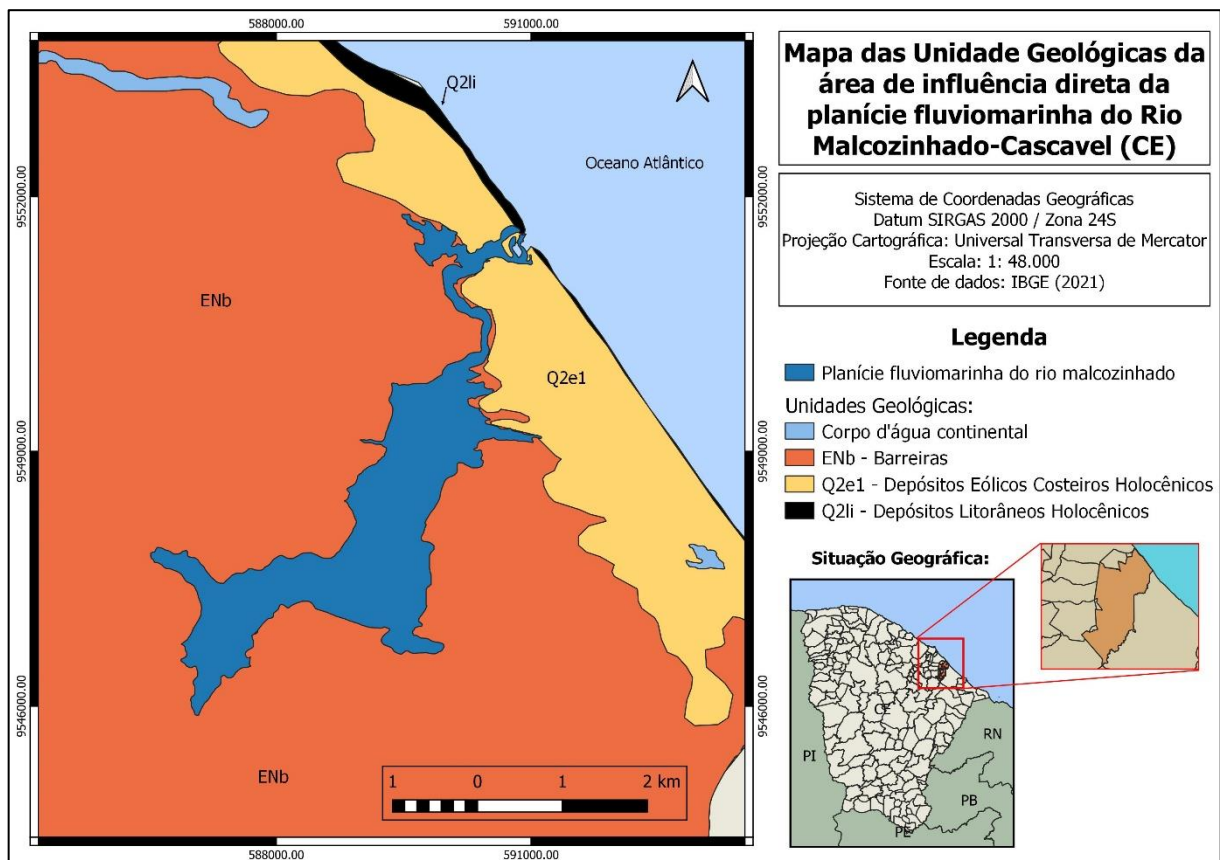 588000.00
591000.00
9552000.00
9549000.00
9546000.00
Q2li
Oceano Atlântico
ENb
Q2e1
ENb
1 0 1 2 km
9552000.00
9549000.00
9546000.00
588000.00
591000.00
Mapa das Unidade Geológicas da
área de influência direta da
planície fluviomarinha do Rio
Malcozinhado-Cascavel (CE)
Sistema de Coordenadas Geográficas
Datum SIRGAS 2000 / Zona 24S
Projeção Cartográfica: Universal Transversa de Mercator
Escala: 1: 48.000
Fonte de dados: IBGE (2021)
Legenda
Planície fluviomarinha do rio malcozinhado
Unidades Geológicas:
Corpo d'água continental
ENb - Barreiras
Q2e1 - Depósitos Eólicos Costeiros Holocênicos
Q2li - Depósitos Litorâneos Holocênicos
Situação Geográfica:
CE
RN
PI
PB
PE